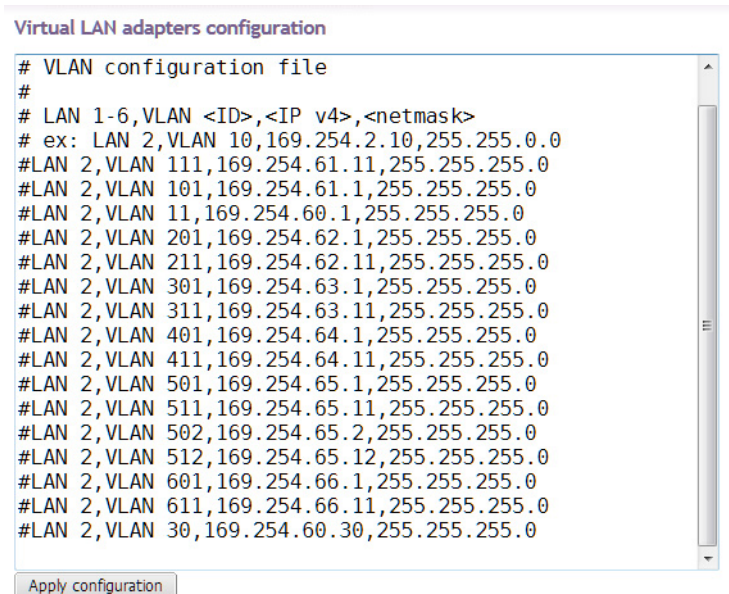 Virtual LAN adapters configuration
# VLAN configuration file
#
# LAN 1-6,VLAN <ID>,<IP v4>,<netmask>
# ex: LAN 2,VLAN 10,169.254.2.10,255.255.0.0
#LAN 2,VLAN 111,169.254.61.11,255.255.255.0
#LAN 2,VLAN 101,169.254.61.1,255.255.255.0
#LAN 2,VLAN 11,169.254.60.1,255.255.255.0
#LAN 2,VLAN 201,169.254.62.1,255.255.255.0
#LAN 2,VLAN 211,169.254.62.11,255.255.255.0
#LAN 2,VLAN 301,169.254.63.1,255.255.255.0
#LAN 2,VLAN 311,169.254.63.11,255.255.255.0
#LAN 2,VLAN 401,169.254.64.1,255.255.255.0
#LAN 2,VLAN 411,169.254.64.11,255.255.255.0
#LAN 2,VLAN 501,169.254.65.1,255.255.255.0
#LAN 2,VLAN 511,169.254.65.11,255.255.255.0
#LAN 2,VLAN 502,169.254.65.2,255.255.255.0
#LAN 2,VLAN 512,169.254.65.12,255.255.255.0
#LAN 2,VLAN 601,169.254.66.1,255.255.255.0
#LAN 2,VLAN 611,169.254.66.11,255.255.255.0
#LAN 2,VLAN 30,169.254.60.30,255.255.255.0
Apply configuration